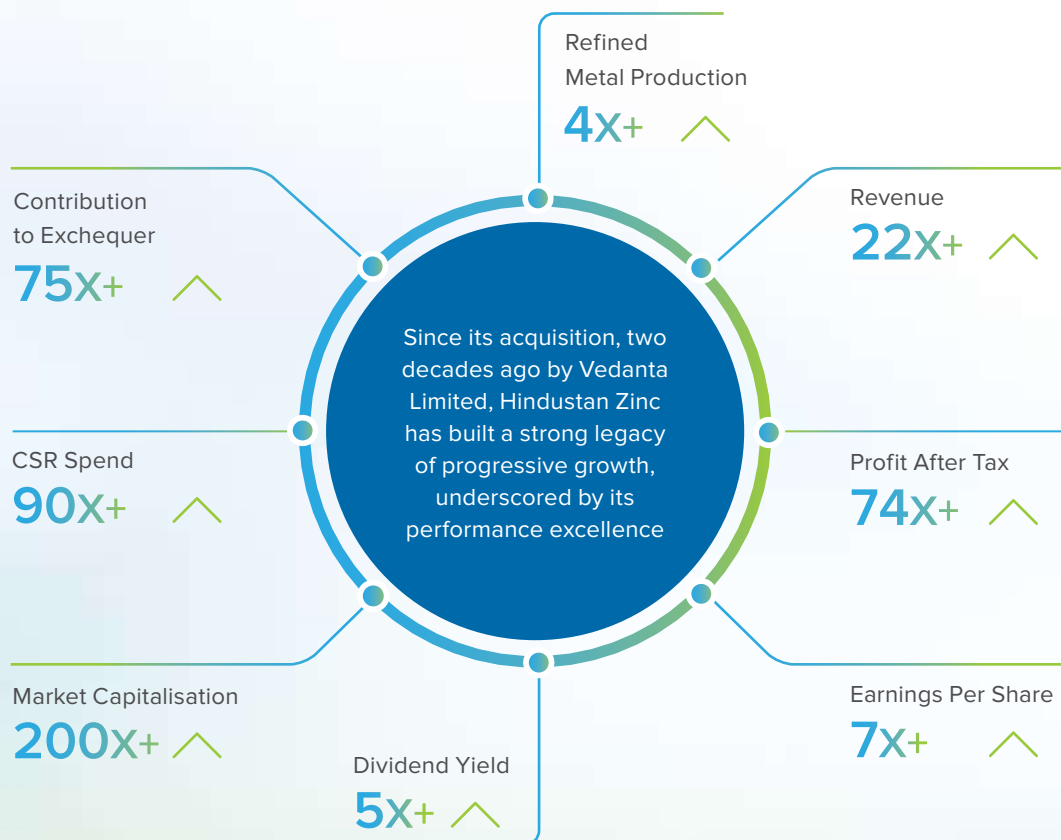 Refined
Metal Production
4x+
Contribution
to Exchequer
75x+
Revenue
22x+
Since its acquisition, two
decades ago by Vedanta
Limited, Hindustan Zinc
has built a strong legacy
of progressive growth,
underscored by its
performance excellence
CSR Spend
90x+
Profit After Tax
74x+
Market Capitalisation
200x+
Earnings Per Share
7x+
Dividend Yield
5x+